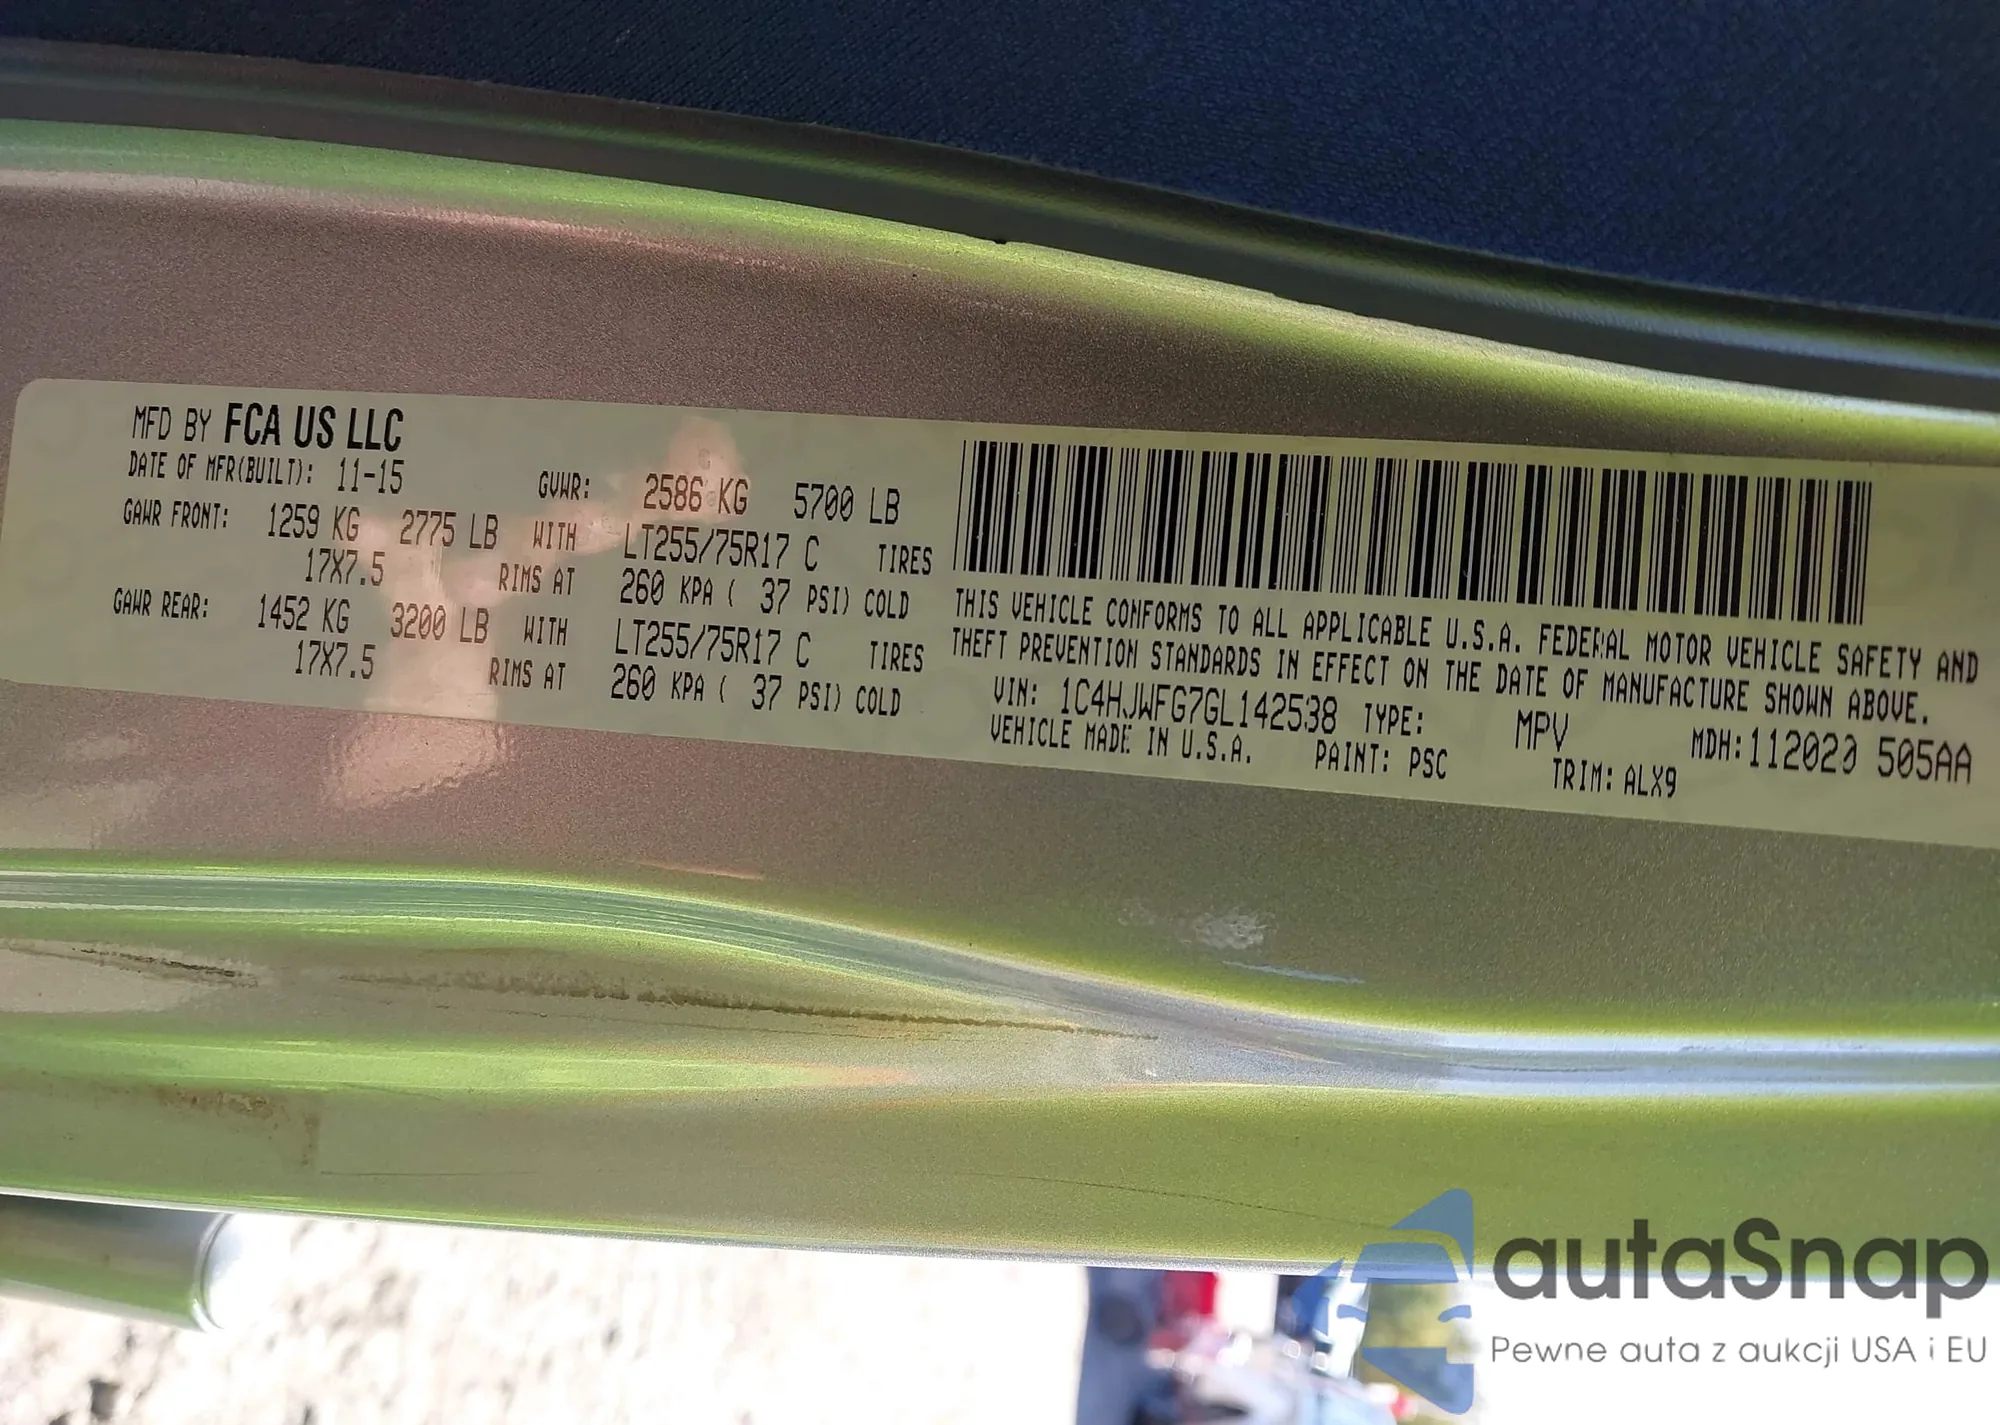 MFD BY FCA US LLC
DATE OF MFR(BUILT): 11-15 GVWR: 2586 KG 5700 LB
GAWR FRONT: 1259 KG 2775 LB WITH LT255/75R17 C TIRES
17X7.5 RIMS AT 260 KPA ( 37 PSI) COLD
GAWR REAR: 1452 KG 3200 LB WITH LT255/75R17 C TIRES
17X7.5 RIMS AT 260 KPA ( 37 PSI) COLD
THIS VEHICLE CONFORMS TO ALL APPLICABLE U.S.A. FEDERAL MOTOR VEHICLE SAFETY AND
THEFT PREVENTION STANDARDS IN EFFECT ON THE DATE OF MANUFACTURE SHOWN ABOVE.
VIN: 1C4HJWFG7GL142538 TYPE: MPV MDH:112020 505AA
VEHICLE MADE IN U.S.A. PAINT: PSC TRIM: ALX9
autaSnap
Pewne auta z aukcji USA i EU